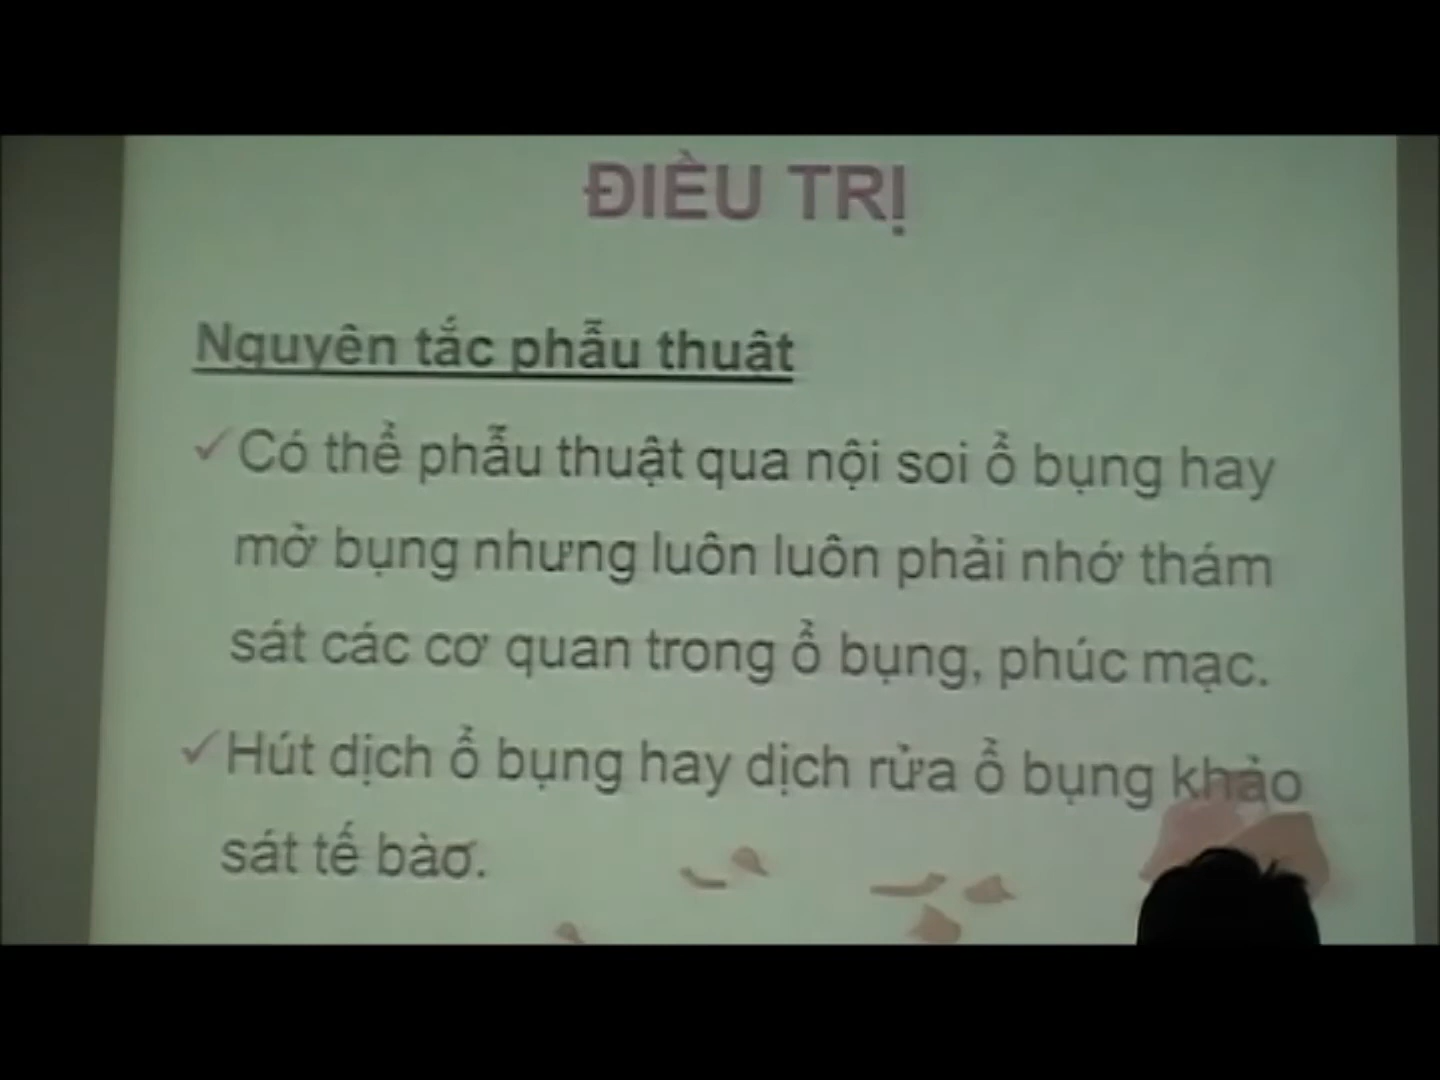 ĐIỀU TRỊ
Nguyên tắc phẫu thuật
✓Có thể phẫu thuật qua nội soi ổ bụng hay
mở bụng nhưng luôn luôn phải nhớ thám
sát các cơ quan trong ổ bụng, phúc mạc.
✓Hút dịch ổ bụng hay dịch rửa ổ bụng khảo
sát tế bàơ.